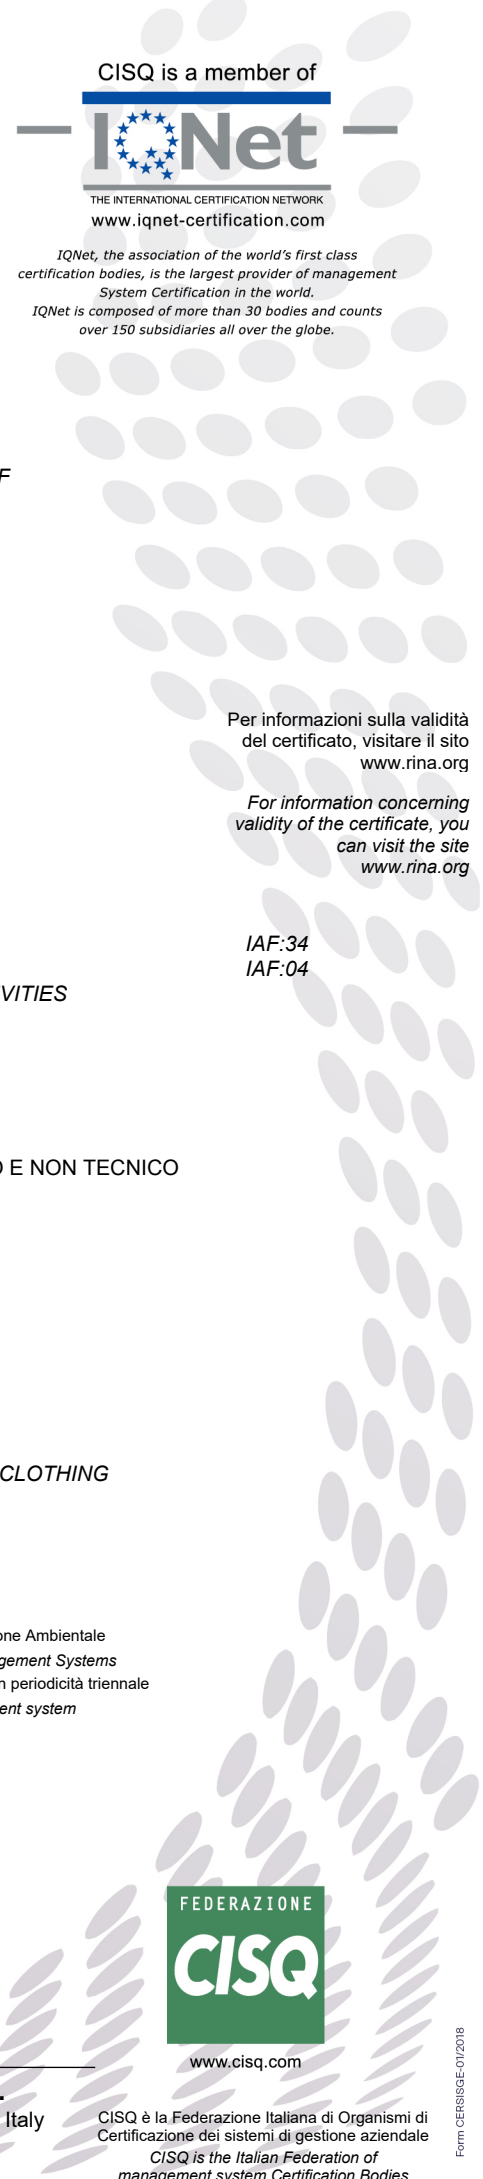 CISQ is a member of
IQNet
THE INTERNATIONAL CERTIFICATION NETWORK
www.iqnet-certification.com
IQNet, the association of the world's first class
certification bodies, is the largest provider of management
System Certification in the world.
IQNet is composed of more than 30 bodies and counts
over 150 subsidiaries all over the globe.
F
Per informazioni sulla validità
del certificato, visitare il sito
www.rina.org
For information concerning
validity of the certificate, you
can visit the site
www.rina.org
IAF:34
IAF:04
VITIES
O E NON TECNICO
CLOTHING
one Ambientale
gement Systems
n periodicità triennale
ent system
FEDERAZIONE
CISQ
www.cisq.com
Italy
CISQ è la Federazione Italiana di Organismi di
Certificazione dei sistemi di gestione aziendale
CISQ is the Italian Federation of
management system Certification Bodies
Form CERSISGE-01/2018